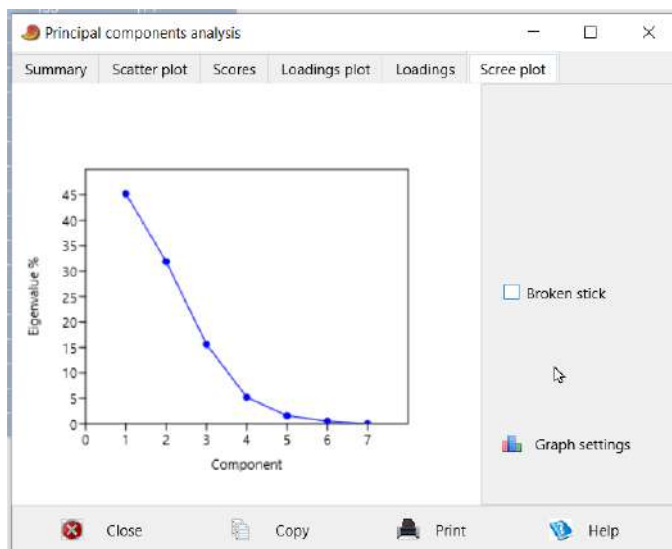 Principal components analysis
Summary Scatter plot Scores Loadings plot Loadings Scree plot
45
40
35
30
25
20
15
10
5
0
Eigenvalue %
0 1 2 3 4 5 6 7
Component
Broken stick
Graph settings
Close Copy Print Help